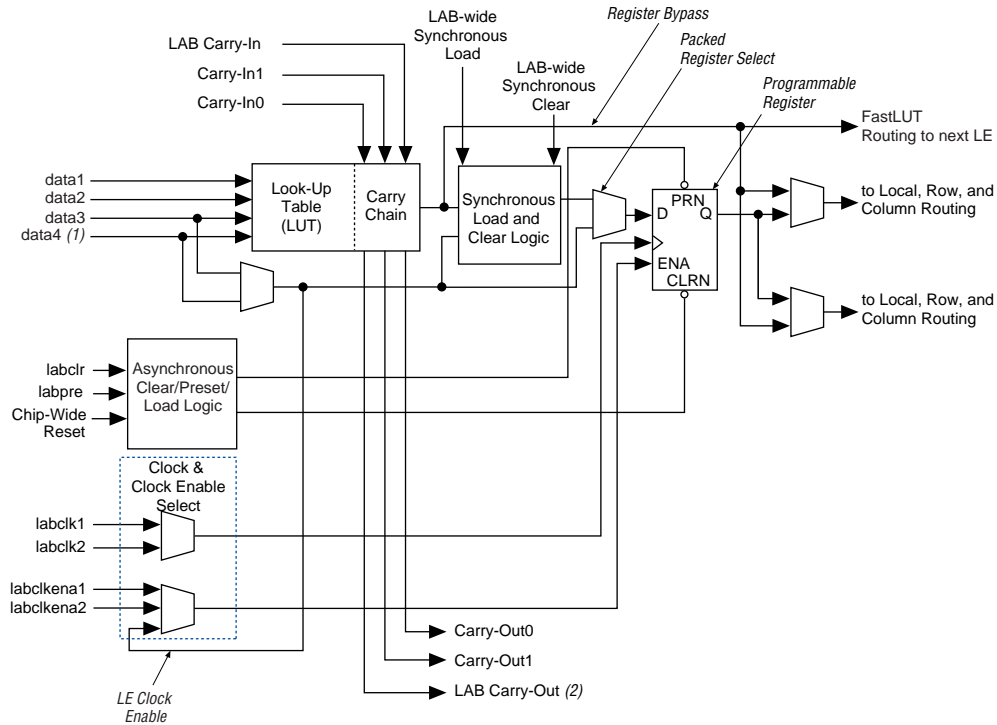 LAB Carry-In
Carry-In1
Carry-In0
LAB-wide
Synchronous
Load
LAB-wide
Synchronous
Clear
Register Bypass
Packed
Register Select
Programmable
Register
FastLUT
Routing to next LE
data1
data2
data3
data4 (1)
Look-Up
Table
(LUT)
Carry
Chain
Synchronous
Load and
Clear Logic
PRN
D
Q
ENA
CLRN
to Local, Row, and
Column Routing
to Local, Row, and
Column Routing
labclr
labpre
Chip-Wide
Reset
Asynchronous
Clear/Preset/
Load Logic
Clock &
Clock Enable
Select
labclk1
labclk2
labclkena1
labclkena2
LE Clock
Enable
Carry-Out0
Carry-Out1
LAB Carry-Out (2)